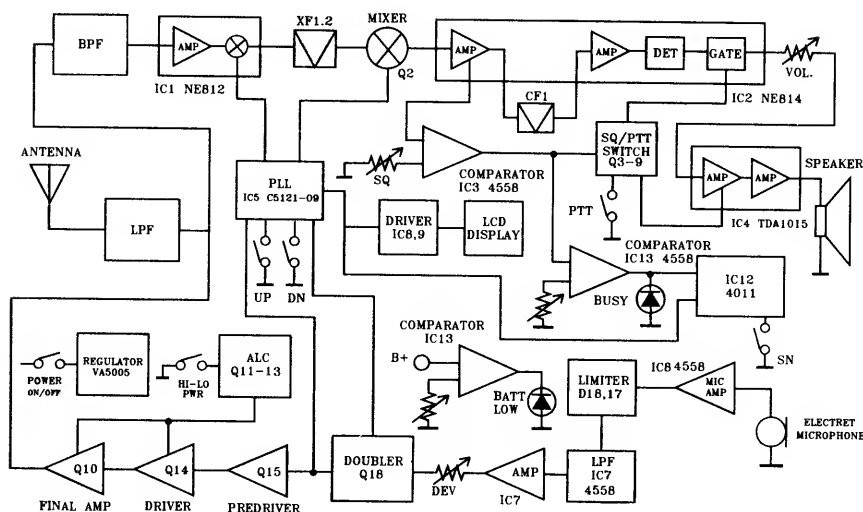 BPF
AMP
IC1 NE812
XF1.2
MIXER
Q2
AMP
CF1
AMP
DET
GATE
IC2 NE814
VOL.
ANTENNA
LPF
PLL
IC5 C5121-09
UP
DN
SQ
COMPARATOR
IC3 4558
SQ/PTT
SWITCH
Q3-9
PTT
AMP
AMP
IC4 TDA1015
SPEAKER
DRIVER
IC8,9
LCD
DISPLAY
COMPARATOR
IC13 4558
BUSY
IC12
4011
SN
POWER
ON/OFF
REGULATOR
VA5005
HI-LO
PWR
ALC
Q11-13
COMPARATOR
IC13
B+
BATT
LOW
LIMITER
D18,17
IC8 4558
MIC
AMP
ELECTRET
MICROPHONE
Q10
FINAL AMP
Q14
DRIVER
Q15
PREDRIVER
DOUBLER
Q18
DEV
AMP
IC7
LPF
IC7
4558